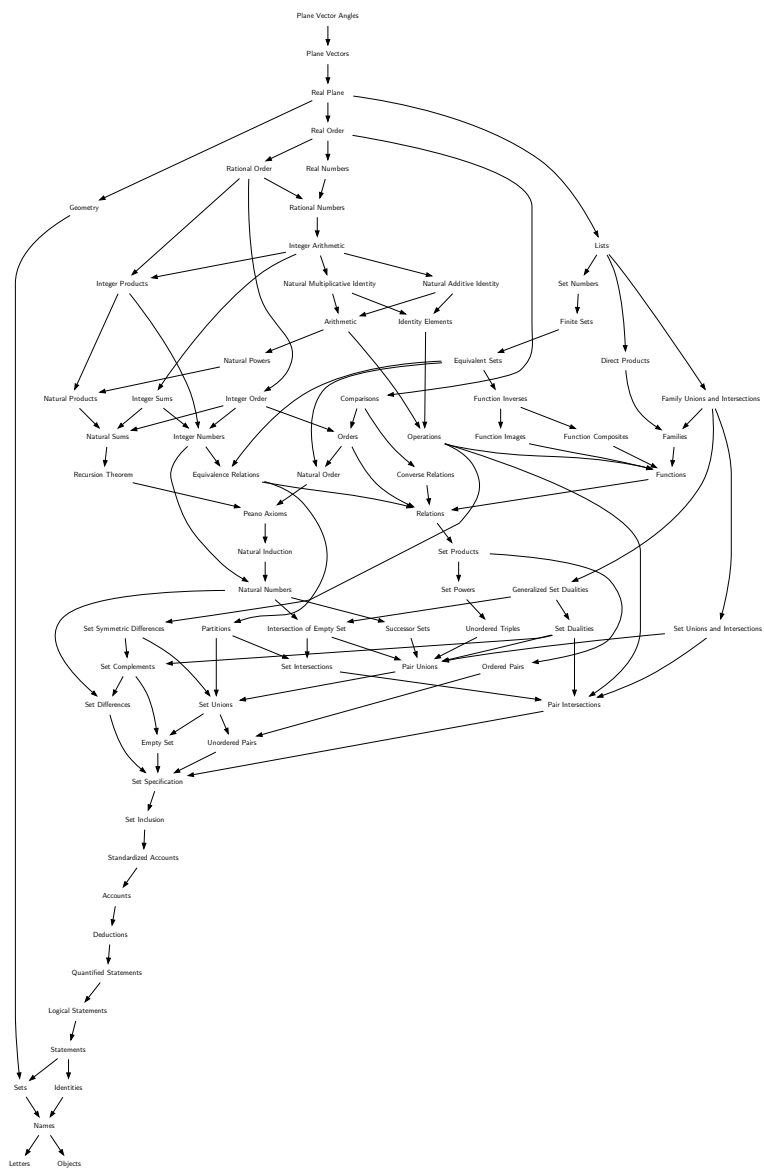 Plane Vector Angles
Plane Vectors
Real Plane
Real Order
Rational Order
Real Numbers
Geometry
Rational Numbers
Integer Arithmetic
Lists
Integer Products
Natural Multiplicative Identity
Natural Additive Identity
Set Numbers
Arithmetic
Identity Elements
Finite Sets
Natural Powers
Equivalent Sets
Direct Products
Natural Products
Integer Sums
Integer Order
Comparisons
Function Inverses
Family Unions and Intersections
Natural Sums
Integer Numbers
Orders
Operations
Function Images
Function Composites
Families
Recursion Theorem
Equivalence Relations
Natural Order
Converse Relations
Functions
Peano Axioms
Relations
Natural Induction
Set Products
Natural Numbers
Set Powers
Generalized Set Dualities
Set Symmetric Differences
Partitions
Intersection of Empty Set
Successor Sets
Unordered Triples
Set Dualities
Set Unions and Intersections
Set Complements
Set Intersections
Pair Unions
Ordered Pairs
Set Differences
Set Unions
Pair Intersections
Empty Set
Unordered Pairs
Set Specification
Set Inclusion
Standardized Accounts
Accounts
Deductions
Quantified Statements
Logical Statements
Statements
Sets
Identities
Names
Letters
Objects